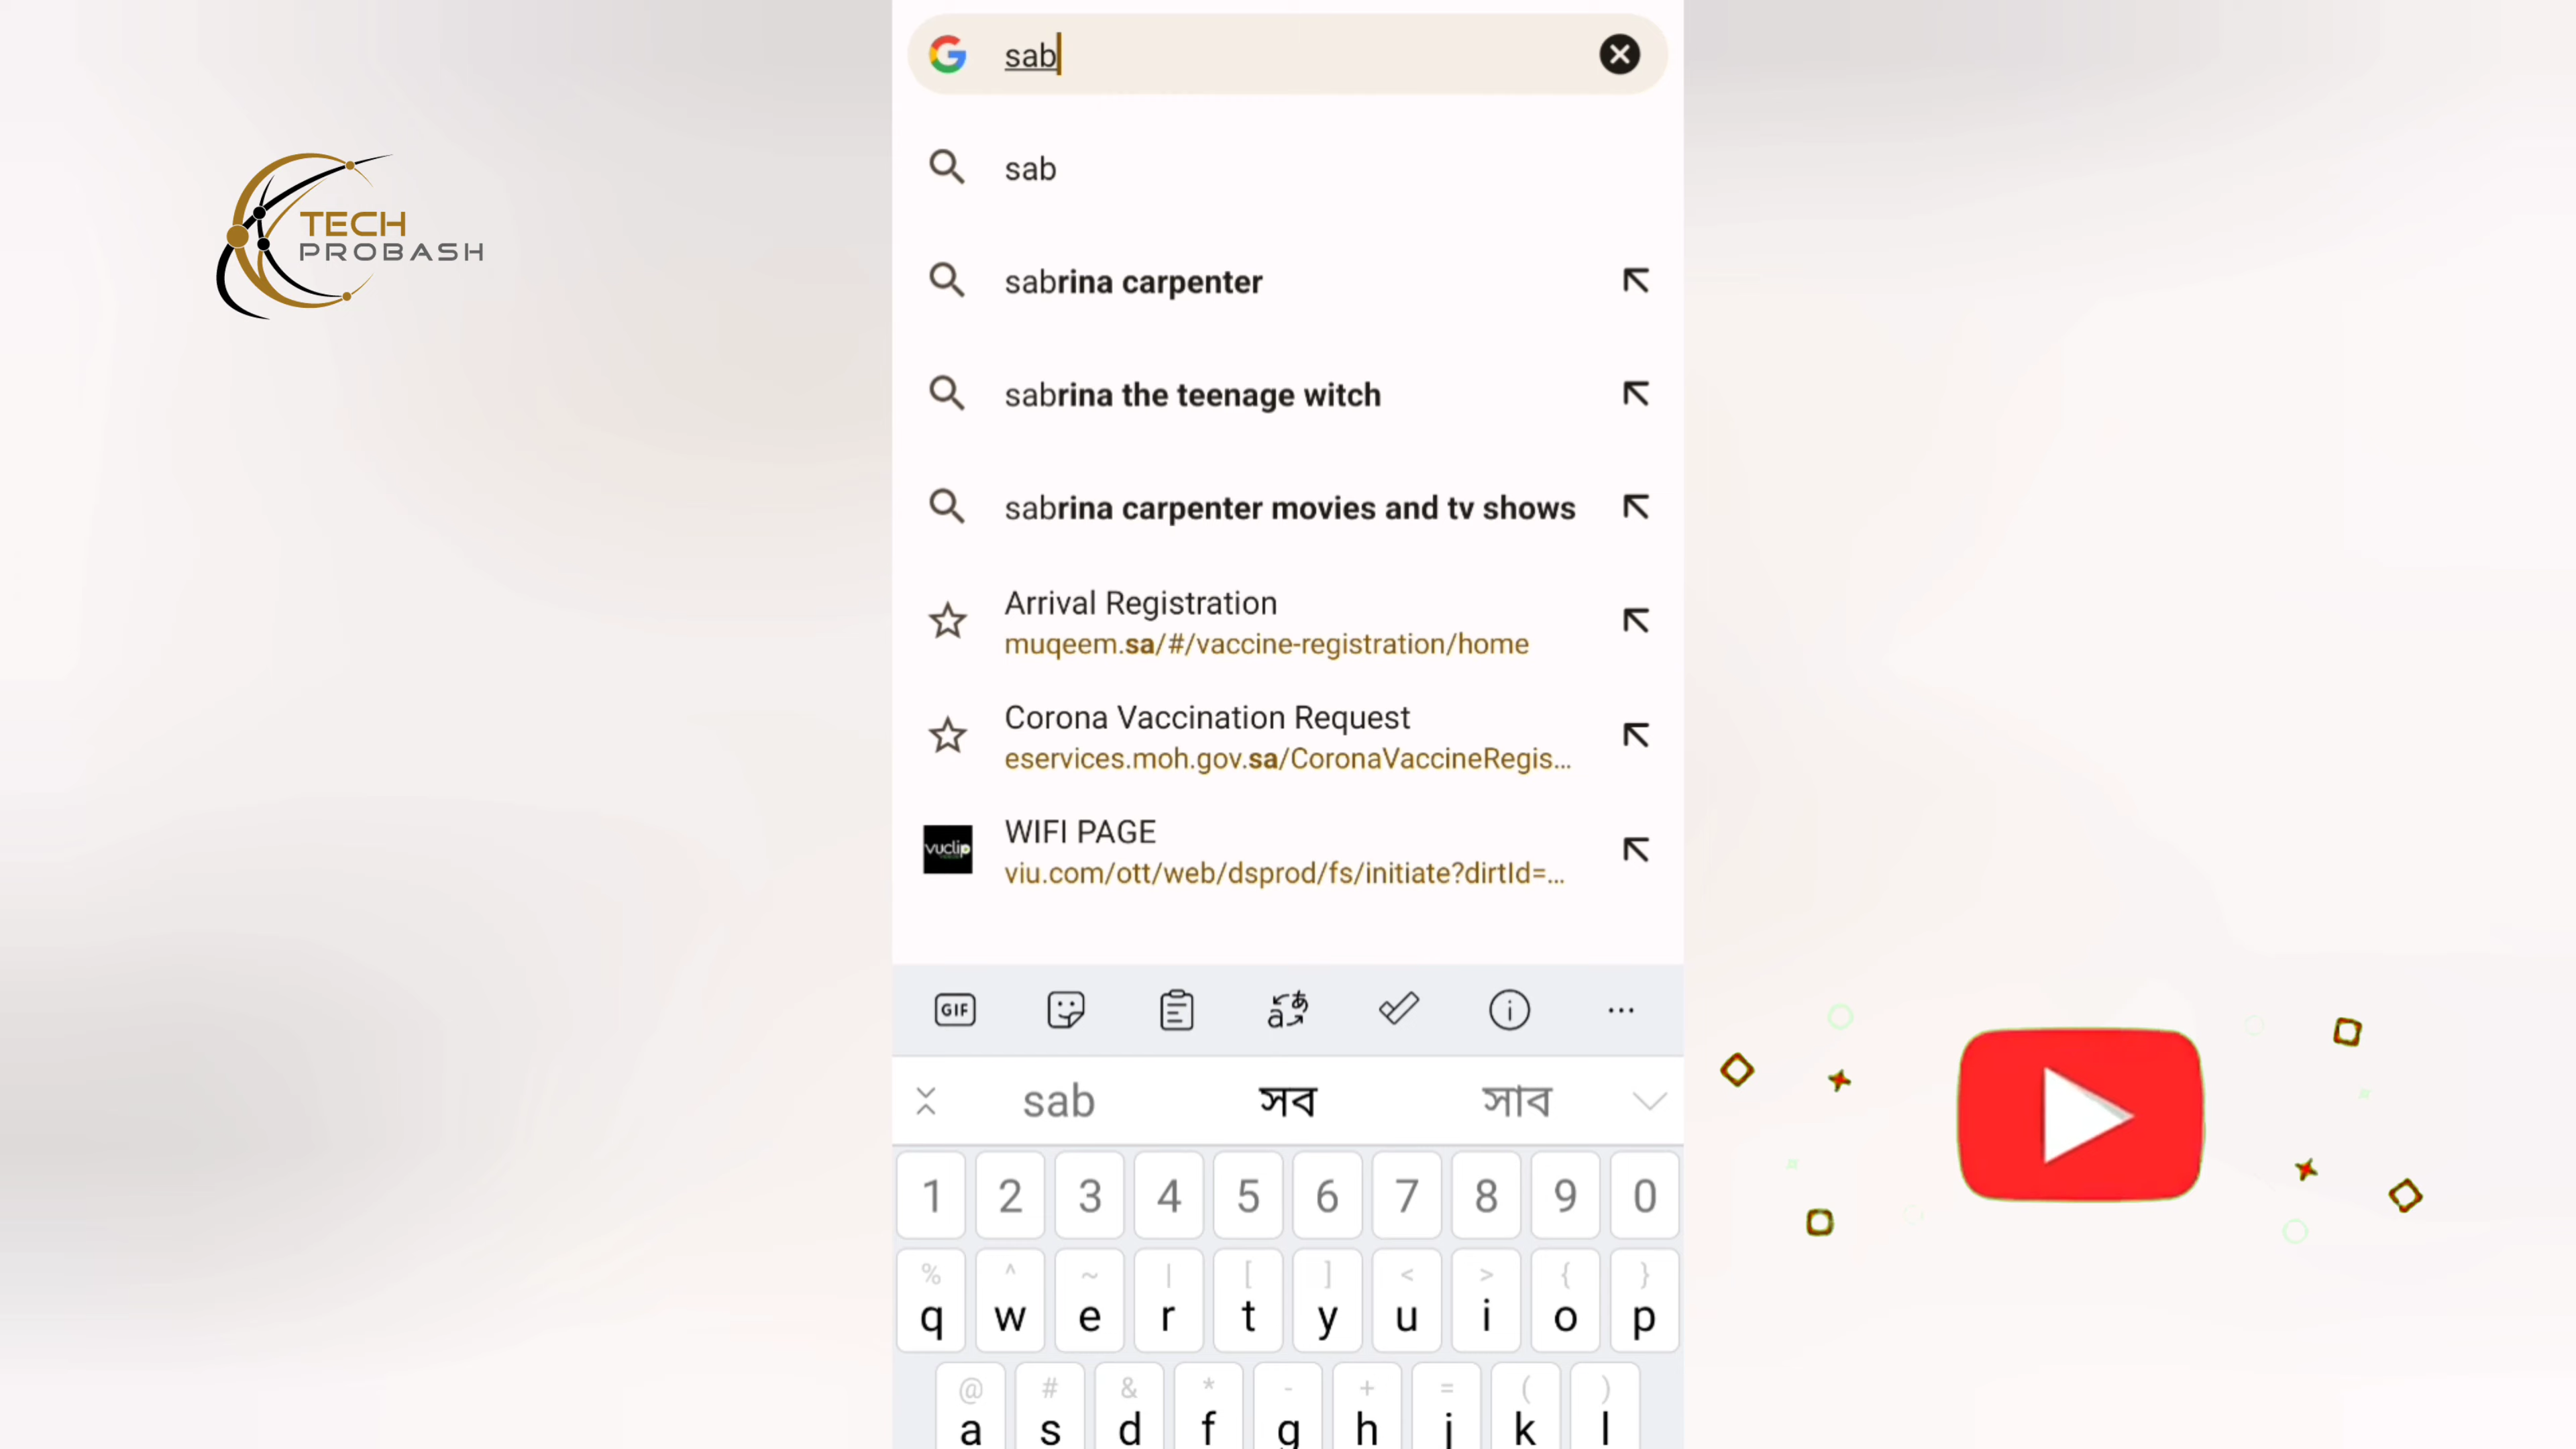 sab
TECH
PROBASH
sab
sabrina carpenter
sabrina the teenage witch
sabrina carpenter movies and tv shows
Arrival Registration
muqeem.sa/#/vaccine-registration/home
Corona Vaccination Request
eservices.moh.gov.sa/CoronaVaccineRegis...
vuclip
WIFI PAGE
viu.com/ott/web/dsprod/fs/initiate?dirtId=...
GIF
sab সব সাব
1 2 3 4 5 6 7 8 9 0
% ^ ~ | [ ] < > { }
q w e r t y u i o p
@ # & * - + = ( )
a s d f g h j k l